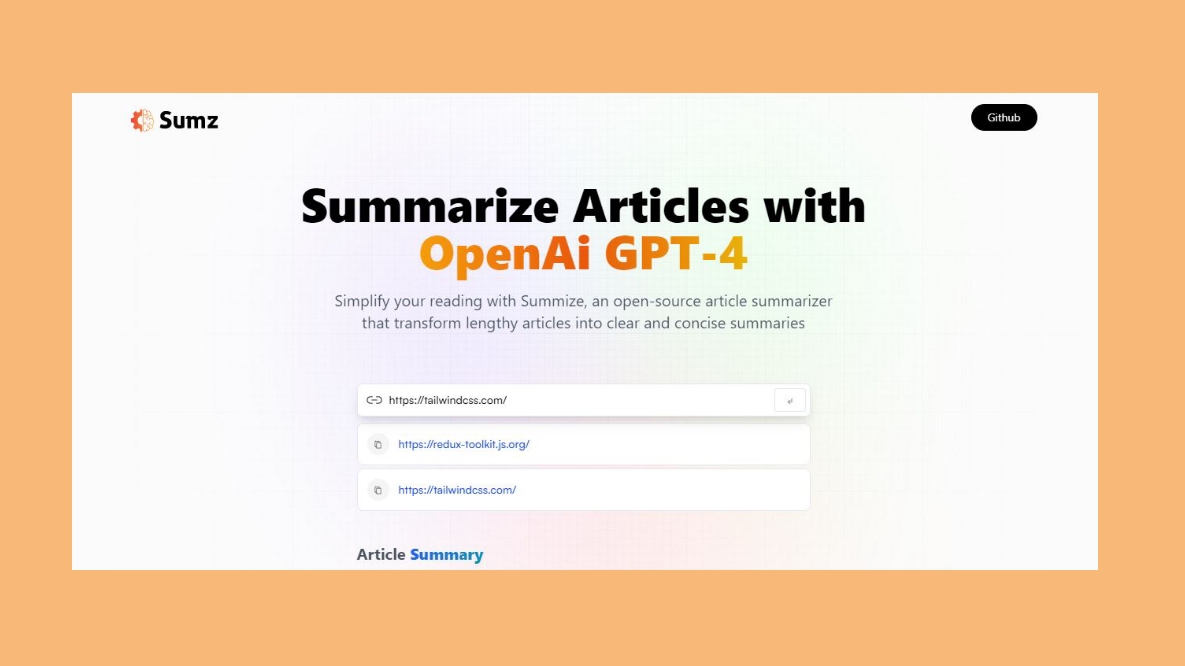 Sumz
Github
Summarize Articles with
OpenAi GPT-4
Simplify your reading with Summize, an open-source article summarizer
that transform lengthy articles into clear and concise summaries
https://tailwindcss.com/
https://redux-toolkit.js.org/
https://tailwindcss.com/
Article Summary